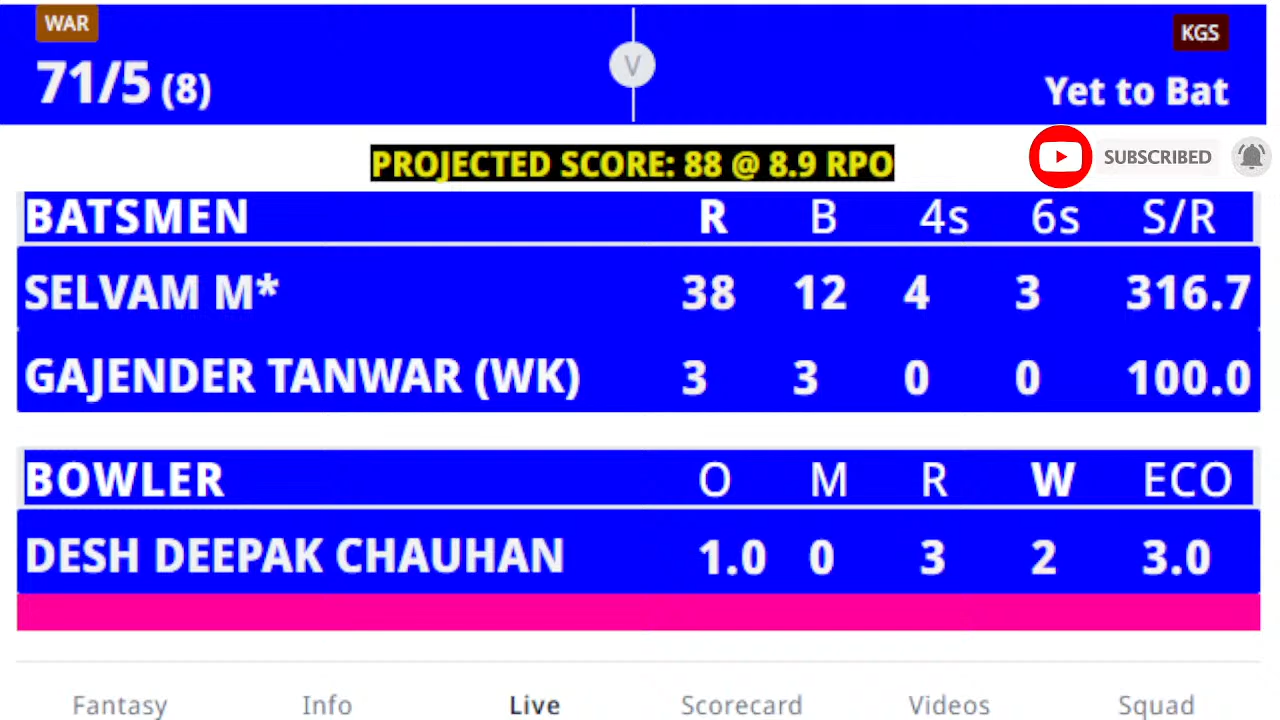 WAR
KGS
71/5 (8)
V
Yet to Bat
PROJECTED SCORE: 88 @ 8.9 RPO
SUBSCRIBED
BATSMEN R B 4s 6s S/R
SELVAM M* 38 12 4 3 316.7
GAJENDER TANWAR (WK) 3 3 0 0 100.0
BOWLER O M R W ECO
DESH DEEPAK CHAUHAN 1.0 0 3 2 3.0
Fantasy Info Live Scorecard Videos Squad